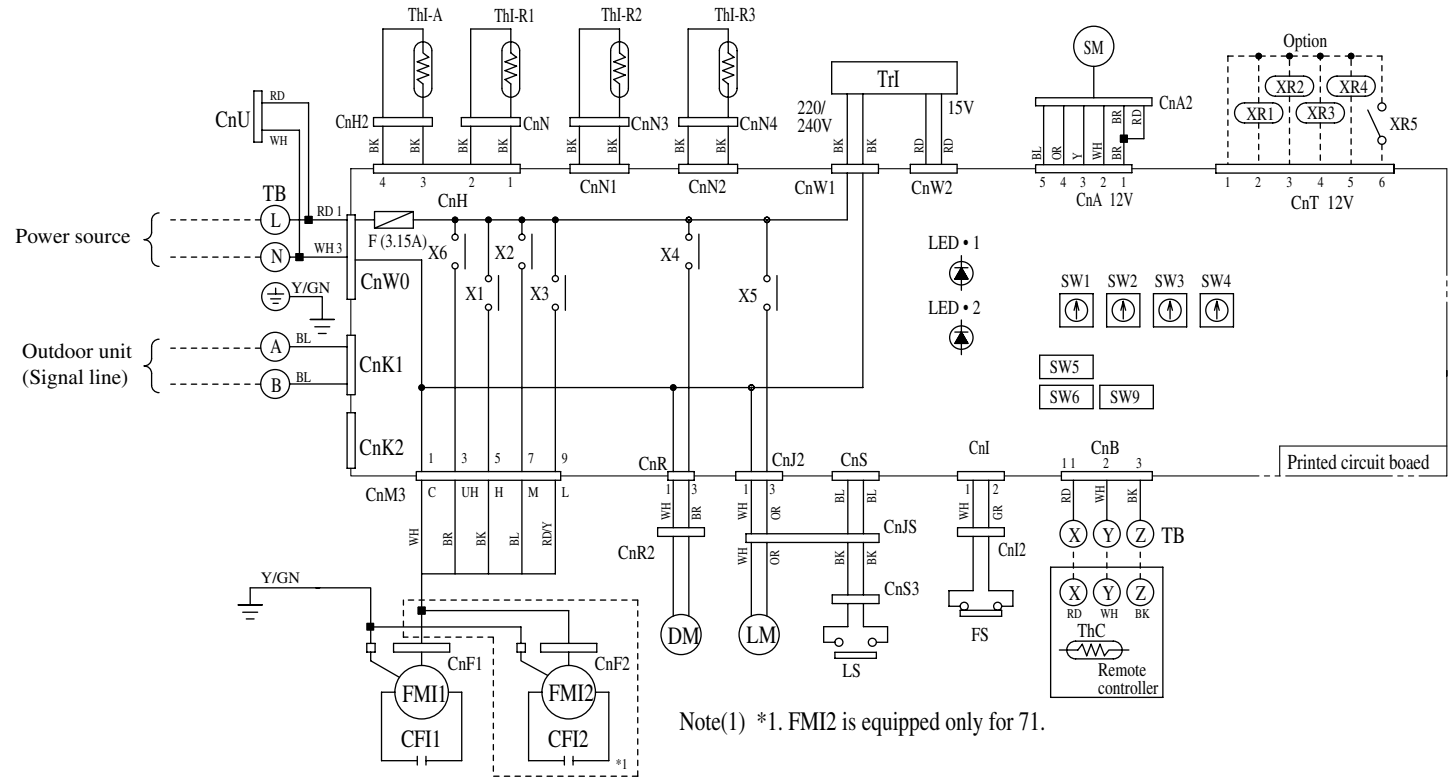 ThI-A ThI-R1 ThI-R2 ThI-R3
SM
Option
TrI
220/
240V
15V
CnA2
XR1 XR2 XR3 XR4 XR5
CnU
RD
WH
CnH2 CnN CnN3 CnN4
BK BK BK BK BK BK BK BK
BK BK RD RD
BL OR Y WH BR BR RD
4 3 2 1
CnH
CnN1 CnN2 CnW1 CnW2
5 4 3 2 1
CnA 12V
1 2 3 4 5 6
CnT 12V
TB
Power source
L RD 1
N WH 3
F (3.15A)
CnW0
Y/GN
X6 X1 X2 X3 X4 X5
LED • 1
LED • 2
SW1 SW2 SW3 SW4
SW5
SW6 SW9
Outdoor unit
(Signal line)
A BL
B BL
CnK1
CnK2
Printed circuit boaed
1 3 5 7 9
CnM3
C UH H M L
WH BR BK BL RD/Y
CnR
1 3
WH BR
CnR2
DM
CnJ2
1 3
WH OR
WH OR
LM
CnS
BL BL
CnJS
BK BK
CnS3
LS
CnI
1 2
WH GR
CnI2
FS
CnB
1 1 2 3
RD WH BK
X Y Z TB
X Y Z
RD WH BK
ThC
Remote
controller
Y/GN
CnF1 CnF2
FMI1 FMI2
CFI1 CFI2
*1
Note(1) *1. FMI2 is equipped only for 71.